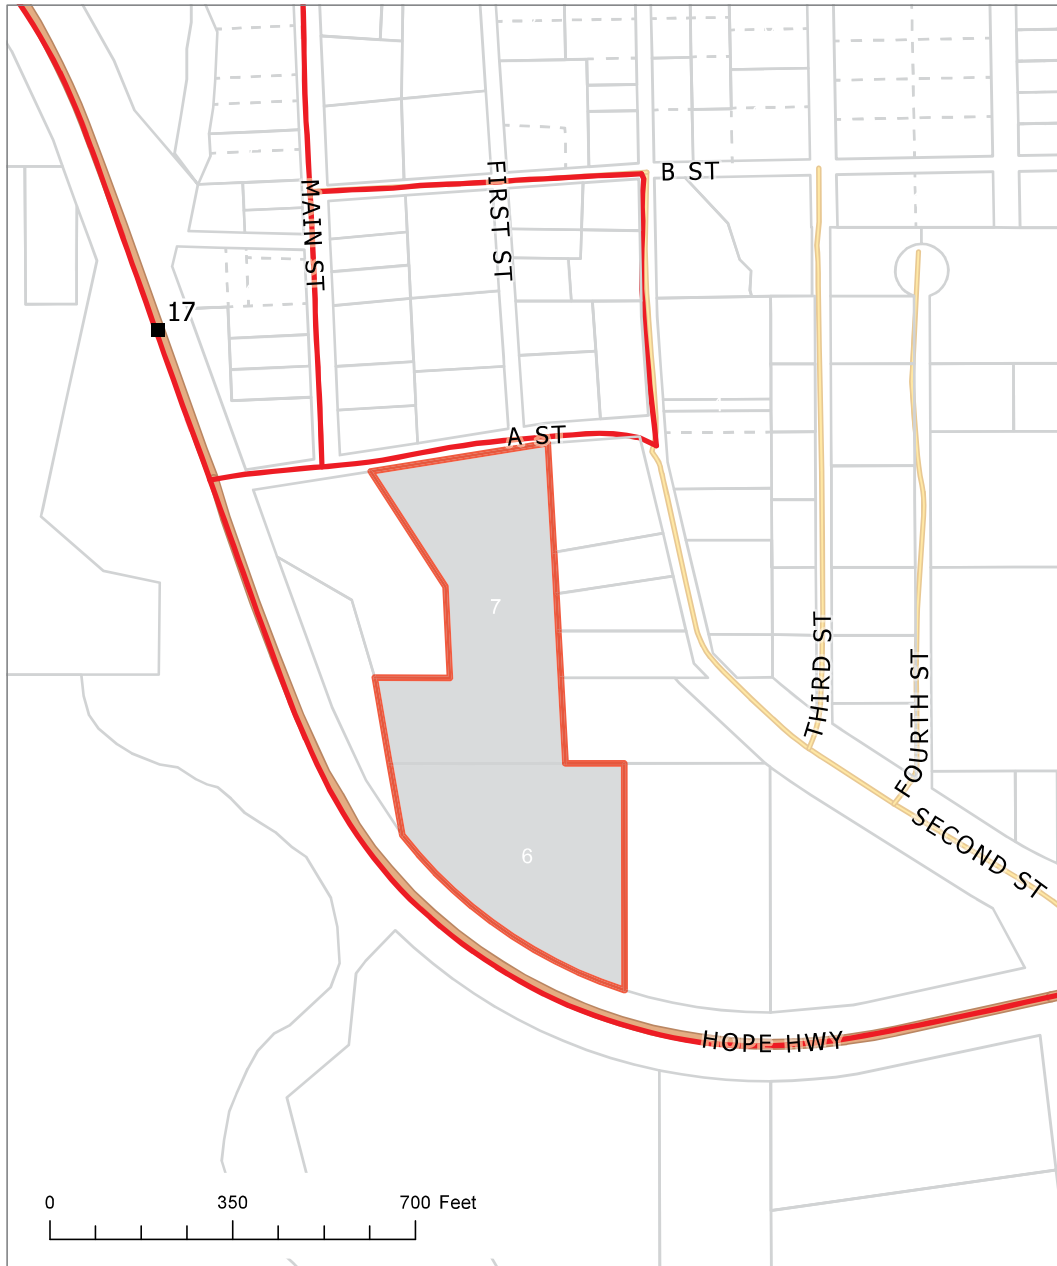 B ST
FIRST ST
MAIN ST
17
A ST
7
THIRD ST
FOURTH ST
SECOND ST
6
HOPE HWY
0 350 700 Feet